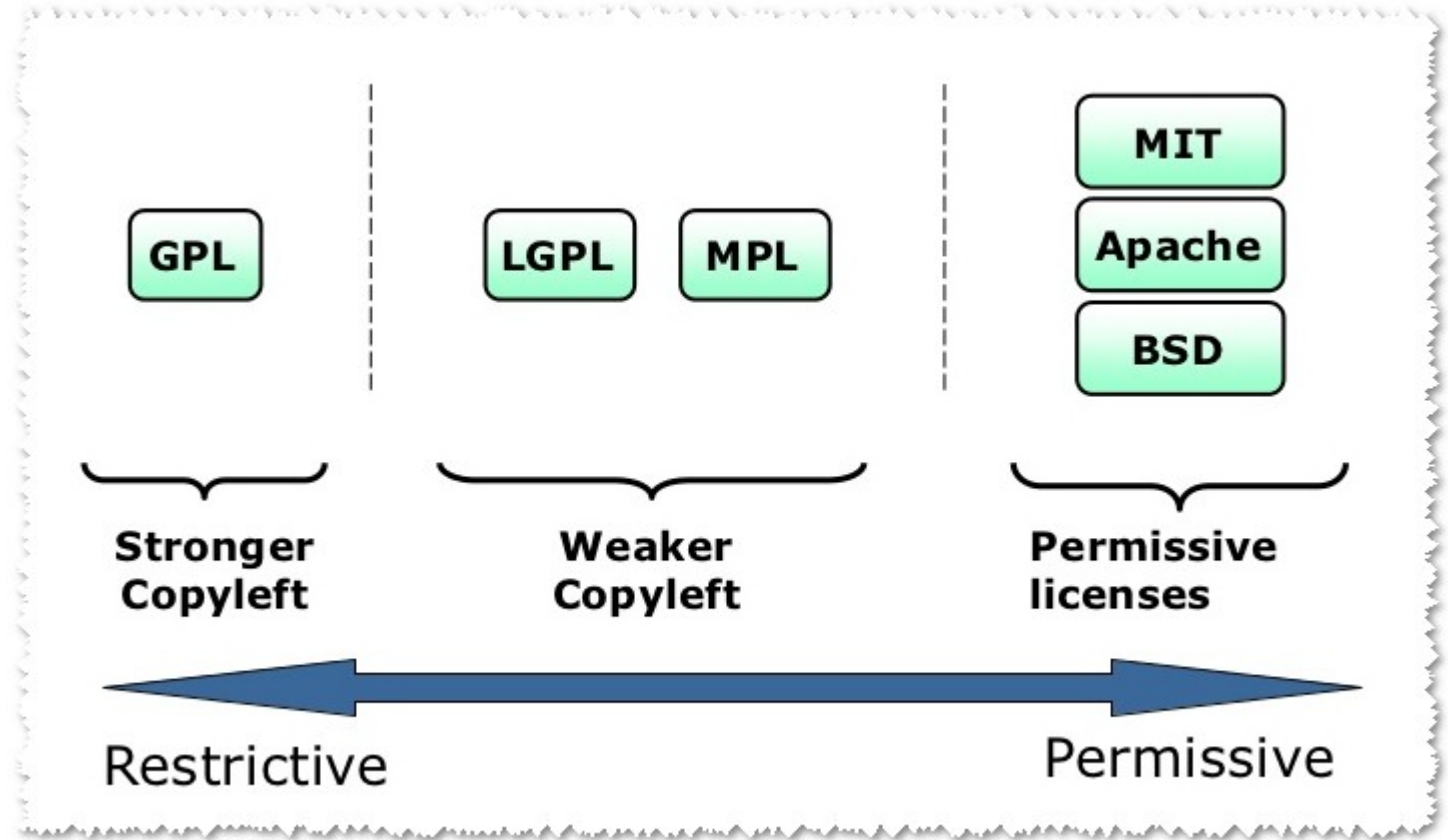 GPL
LGPL
MPL
MIT
Apache
BSD
Stronger
Copyleft
Weaker
Copyleft
Permissive
licenses
Restrictive
Permissive